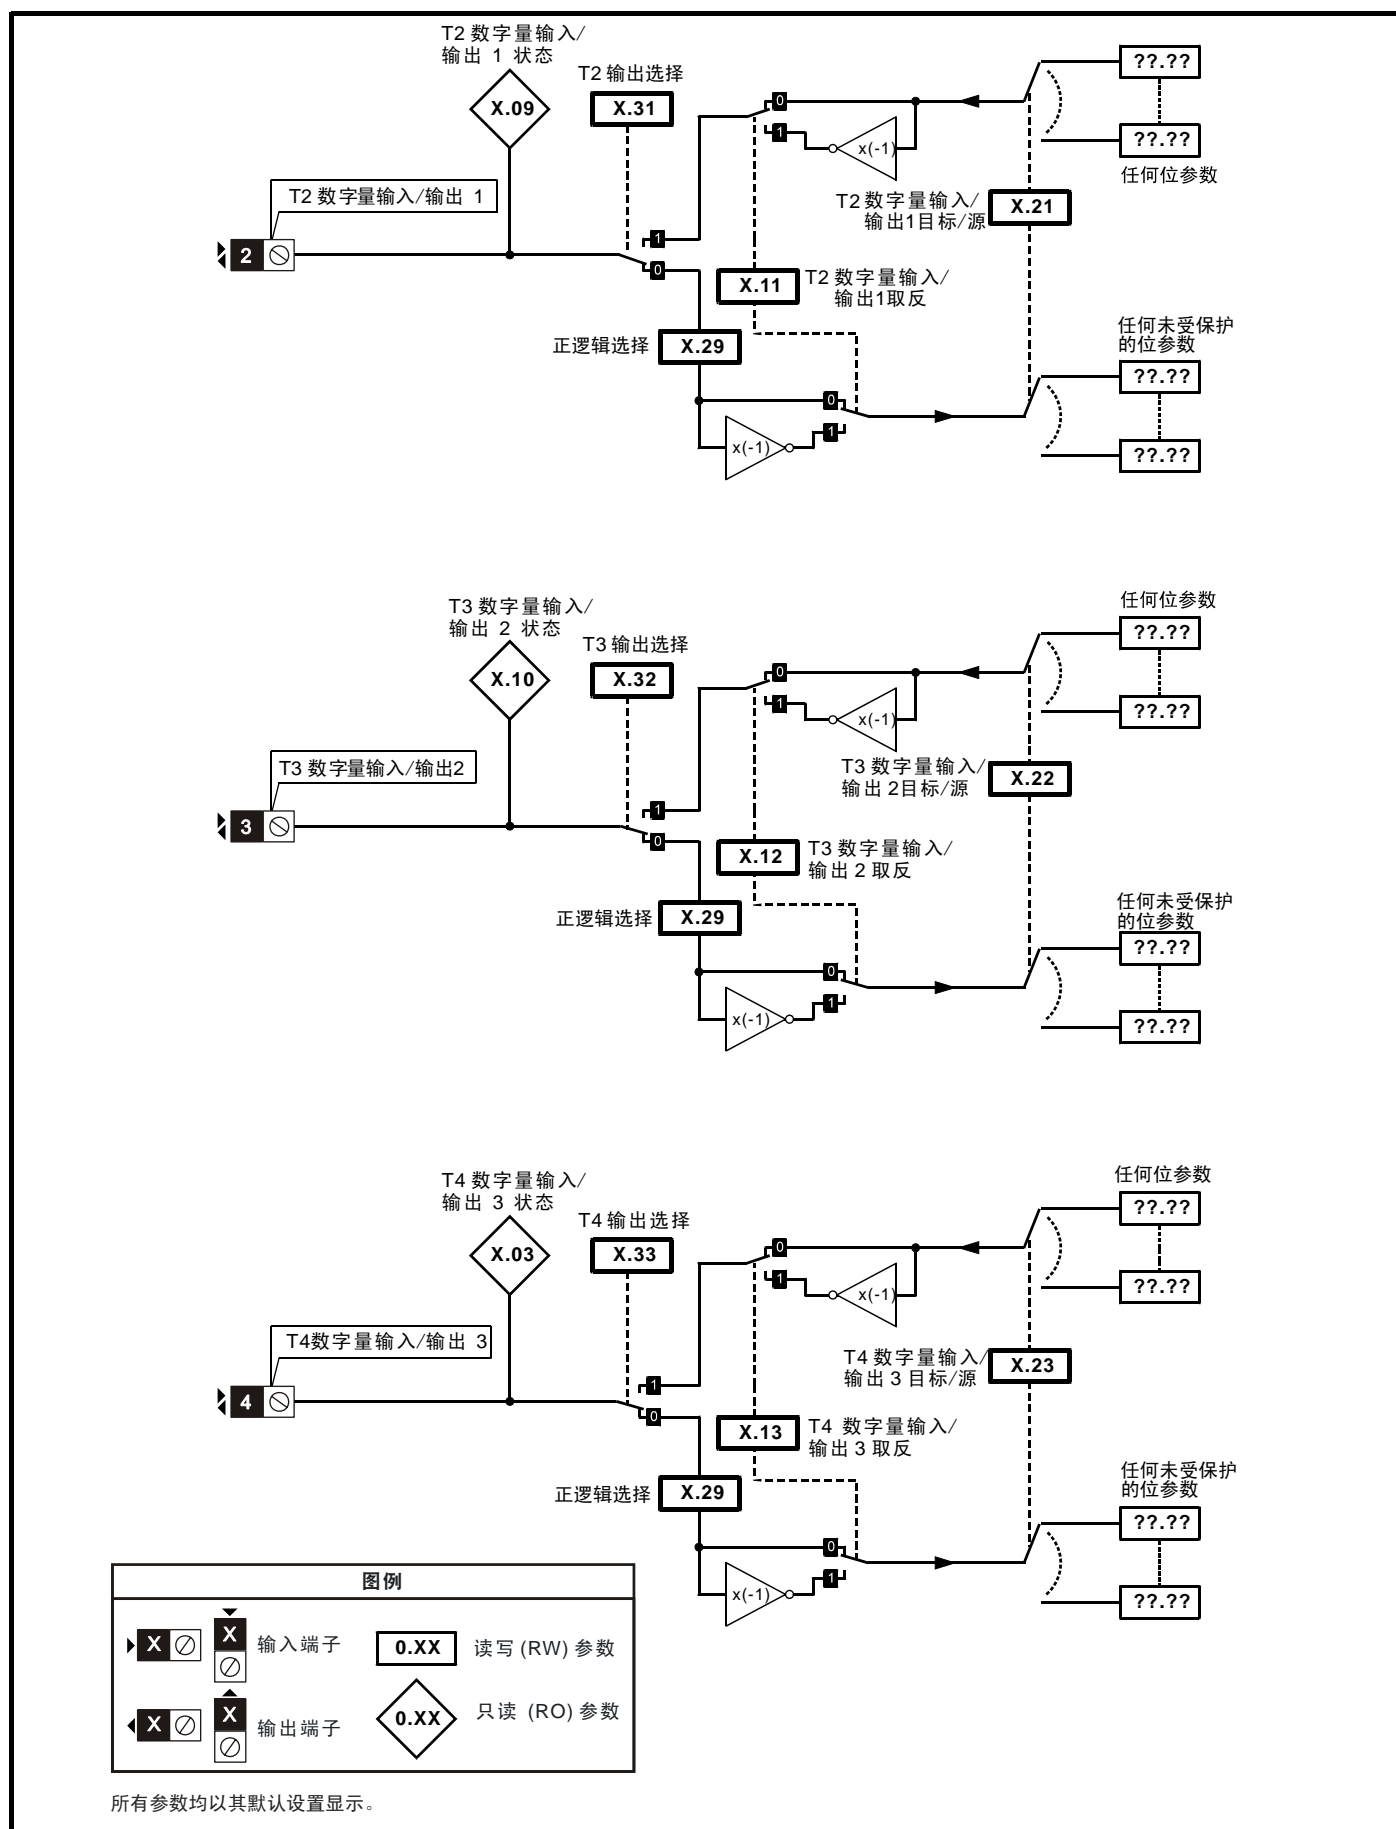 T2 数字量输入/
输出 1 状态
X.09
T2 输出选择
X.31
0
1
x(-1)
??.??
??.??
任何位参数
T2 数字量输入/输出 1
2
1
0
T2 数字量输入/
输出1目标/源
X.21
X.11
T2 数字量输入/
输出1取反
正逻辑选择
X.29
0
1
x(-1)
任何未受保护
的位参数
??.??
??.??
T3 数字量输入/
输出 2 状态
X.10
T3 输出选择
X.32
0
1
x(-1)
任何位参数
??.??
??.??
T3 数字量输入/输出2
3
1
0
T3 数字量输入/
输出 2目标/源
X.22
X.12
T3 数字量输入/
输出 2 取反
正逻辑选择
X.29
0
1
x(-1)
任何未受保护
的位参数
??.??
??.??
T4 数字量输入/
输出 3 状态
X.03
T4 输出选择
X.33
0
1
x(-1)
任何位参数
??.??
??.??
T4数字量输入/输出 3
4
1
0
T4 数字量输入/
输出 3 目标/源
X.23
X.13
T4 数字量输入/
输出 3 取反
正逻辑选择
X.29
0
1
x(-1)
任何未受保护
的位参数
??.??
??.??
图例
X
X
输入端子
0.XX
读写 (RW) 参数
X
X
输出端子
0.XX
只读 (RO) 参数
所有参数均以其默认设置显示。